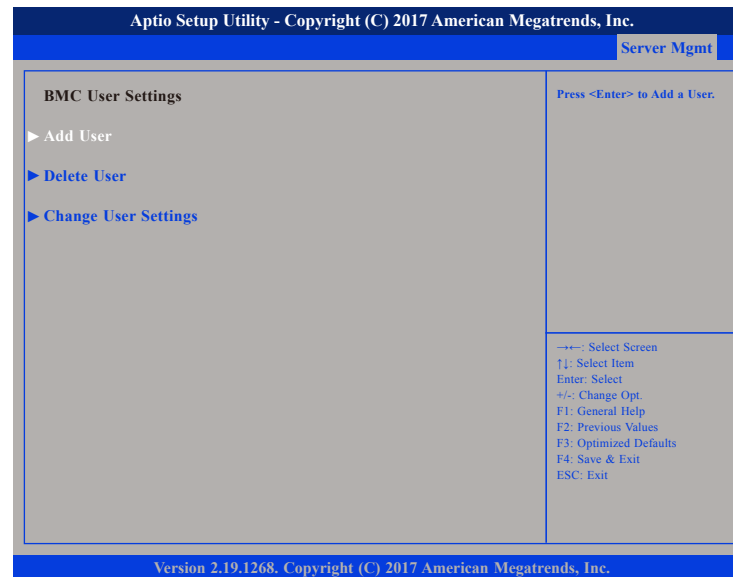 Aptio Setup Utility - Copyright (C) 2017 American Megatrends, Inc.
Server Mgmt
BMC User Settings
▶ Add User
▶ Delete User
▶ Change User Settings
Press <Enter> to Add a User.
→←: Select Screen
↑↓: Select Item
Enter: Select
+/-: Change Opt.
F1: General Help
F2: Previous Values
F3: Optimized Defaults
F4: Save & Exit
ESC: Exit
Version 2.19.1268. Copyright (C) 2017 American Megatrends, Inc.